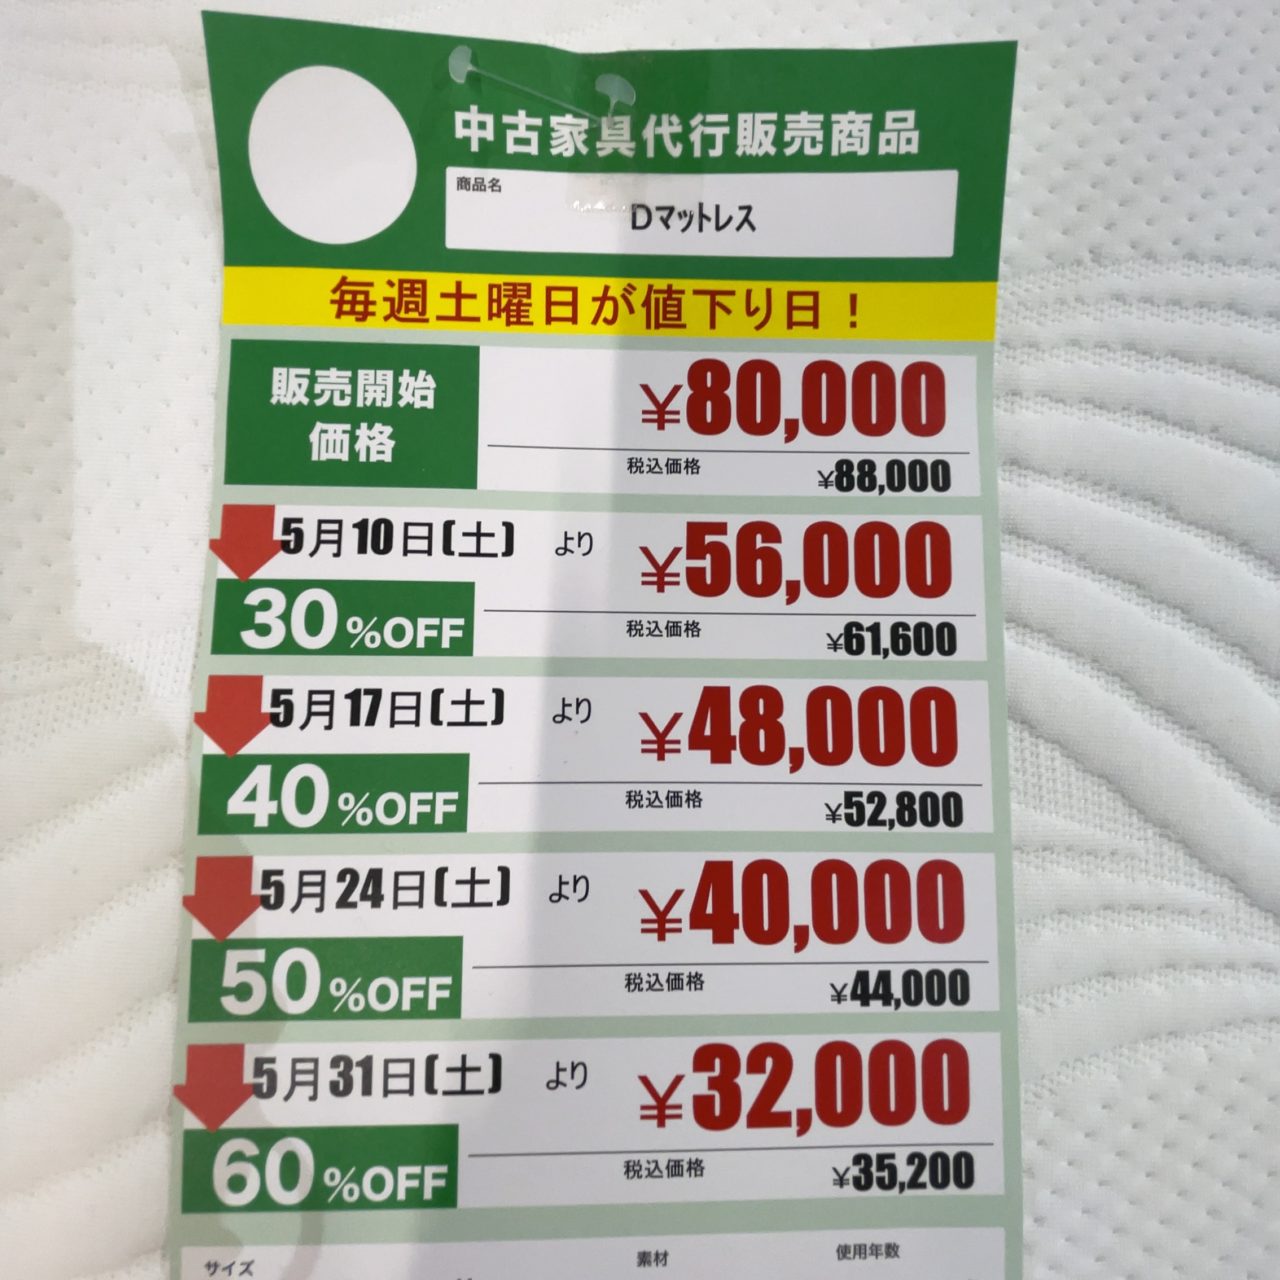 中古家具代行販売商品
商品名
Dマットレス
毎週土曜日が値下り日！
販売開始
価格
¥80,000
税込価格 ¥88,000
5月10日(土) より ¥56,000
30%OFF
税込価格 ¥61,600
5月17日(土) より ¥48,000
40%OFF
税込価格 ¥52,800
5月24日(土) より ¥40,000
50%OFF
税込価格 ¥44,000
5月31日(土) より ¥32,000
60%OFF
税込価格 ¥35,200
サイズ 素材 使用年数